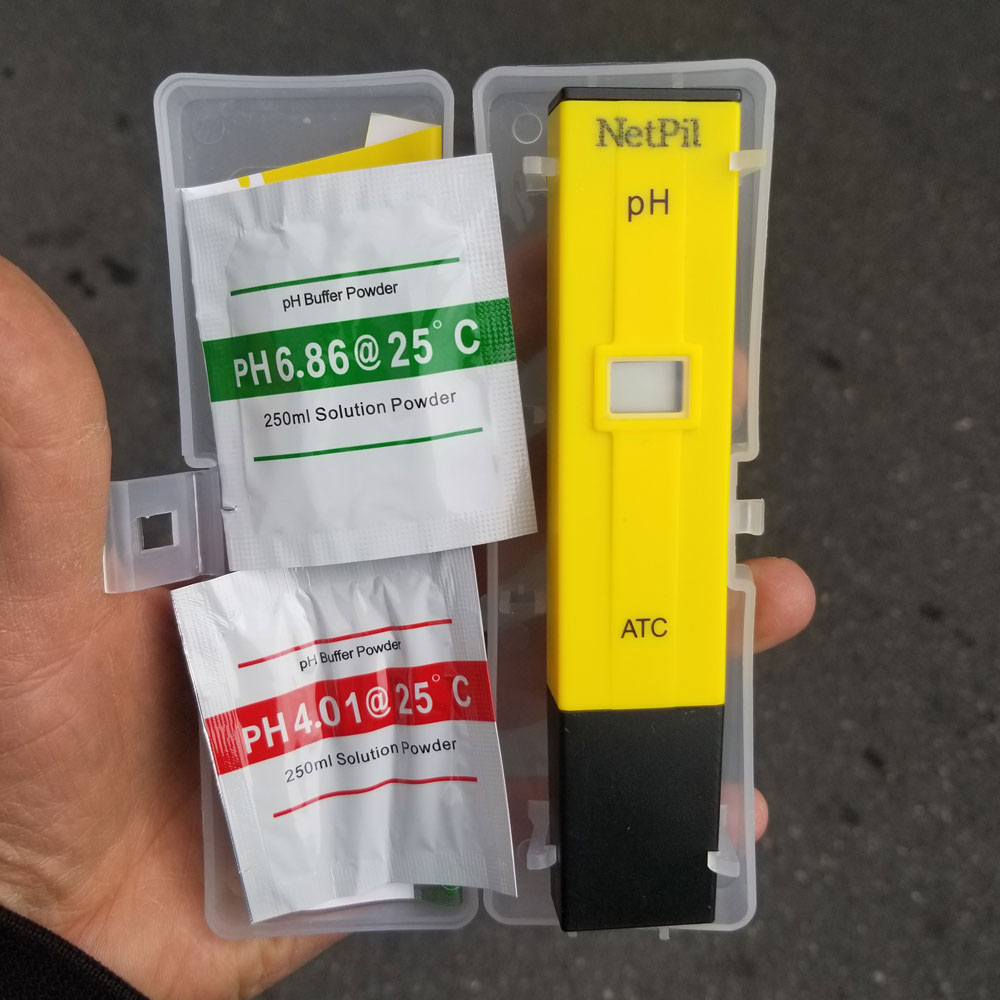 pH Buffer Powder
PH6.86@25°C
250ml Solution Powder
pH Buffer Powder
PH4.01@25°C
250ml Solution Powder
NetPil
pH
ATC